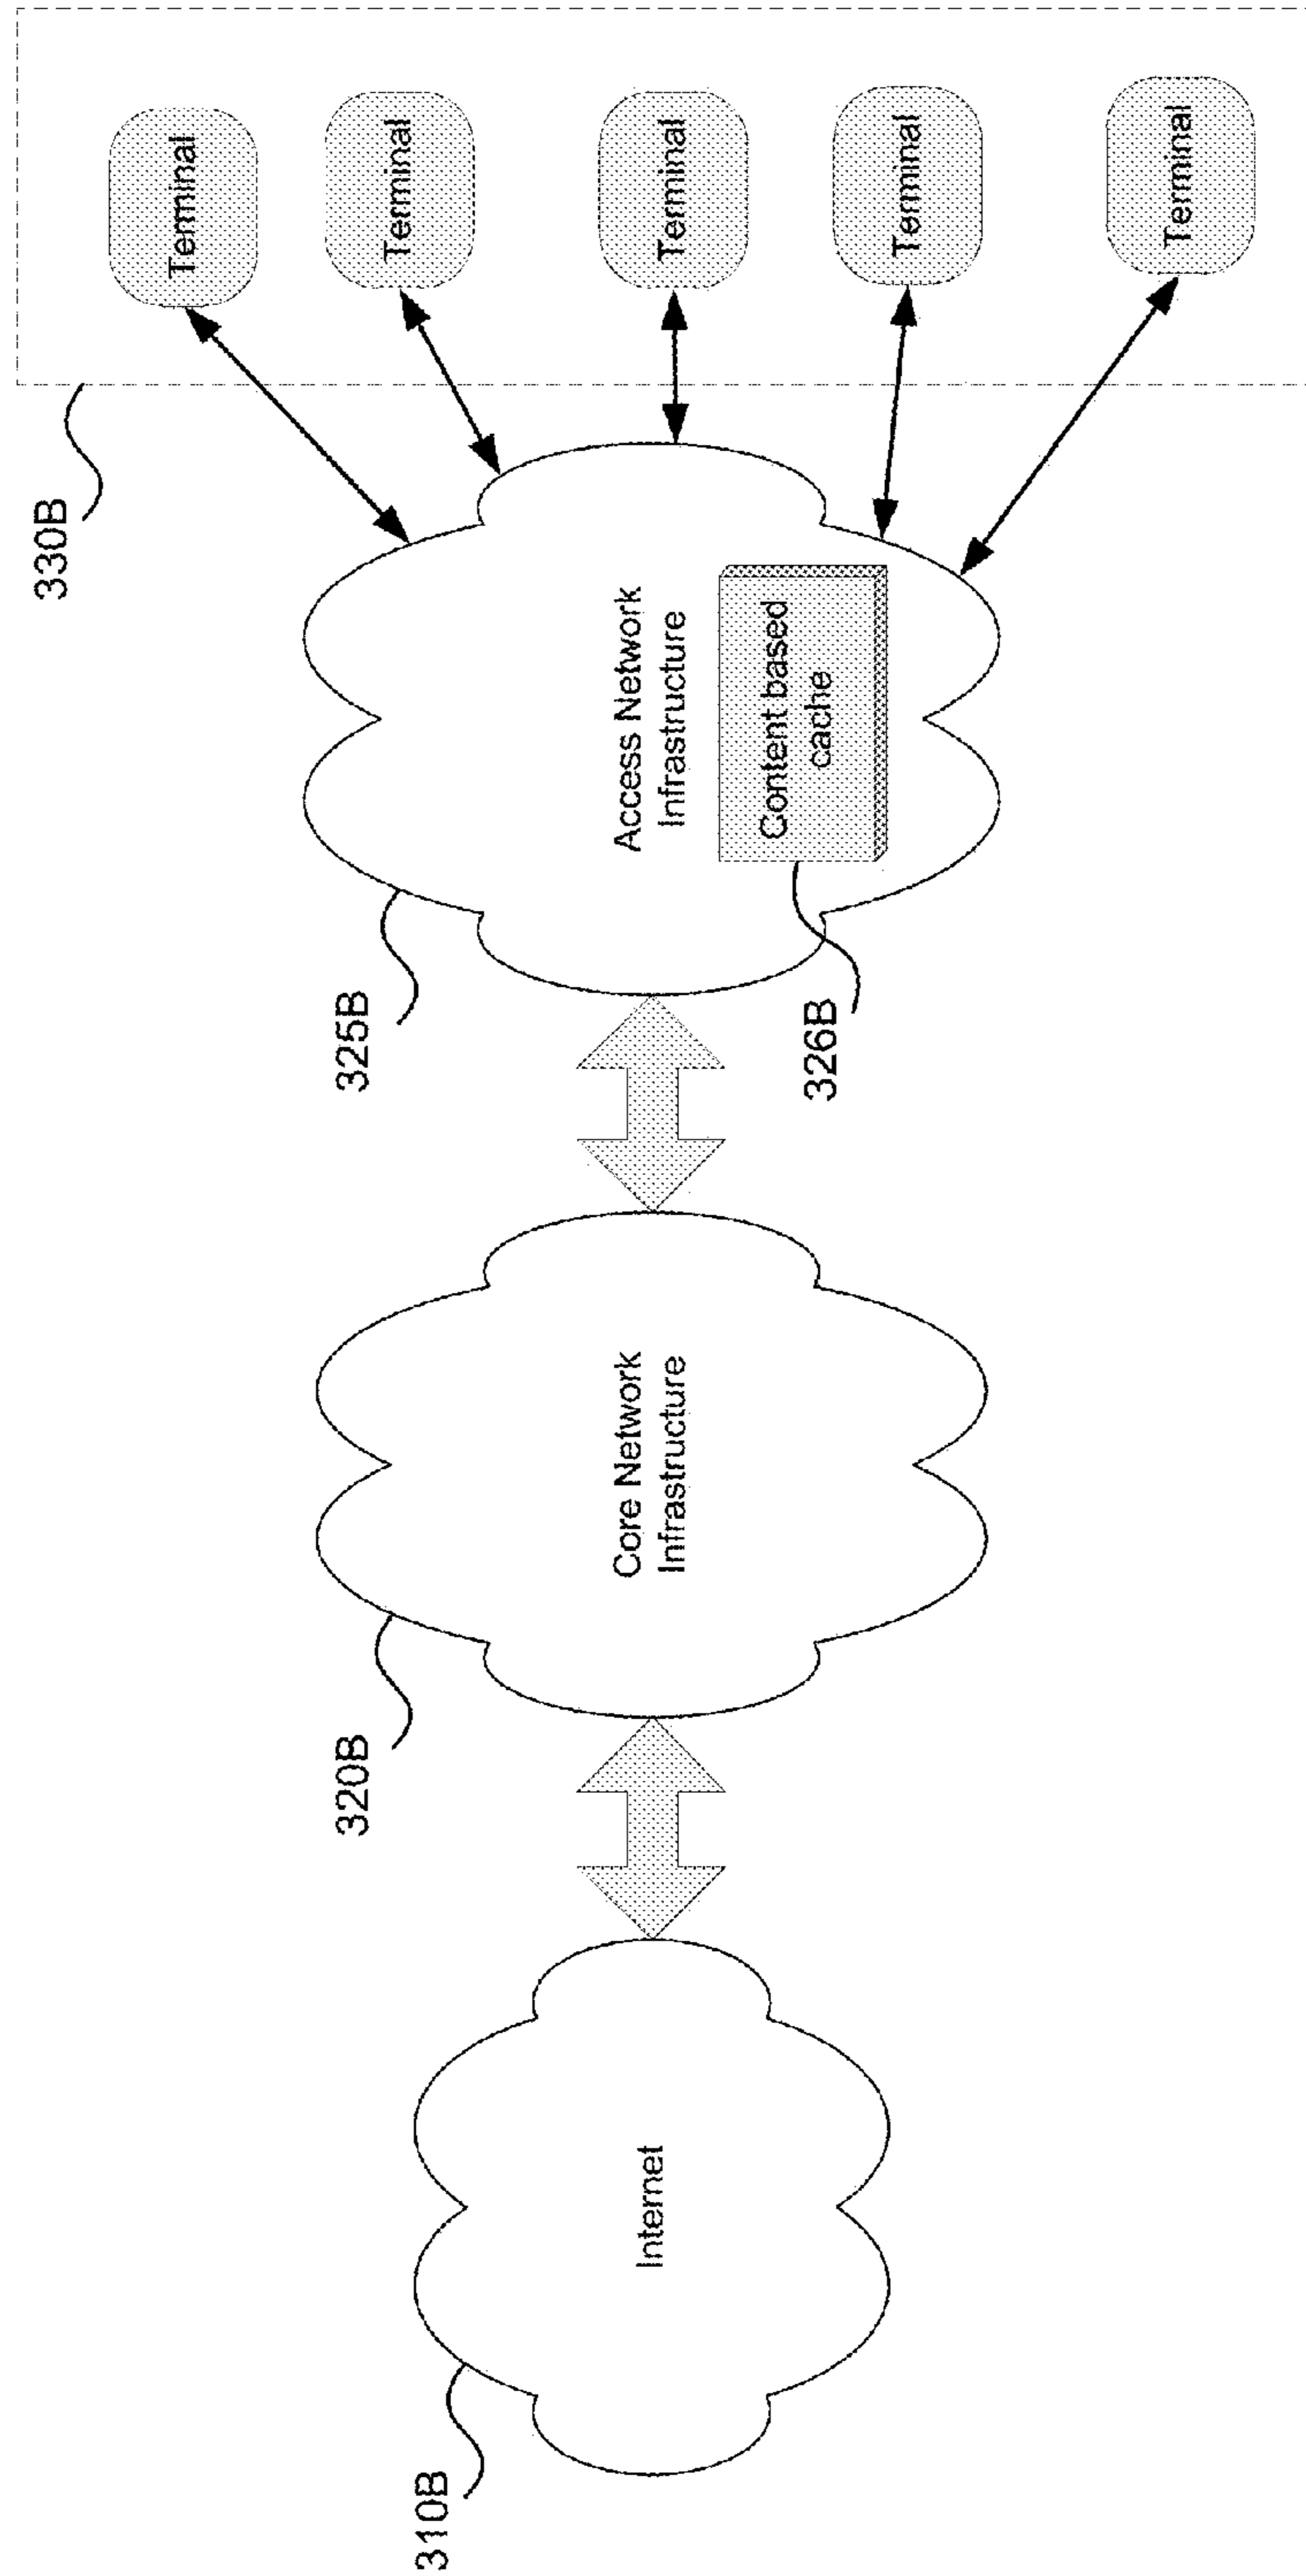 310B
Internet
320B
Core Network
Infrastructure
325B
Access Network
Infrastructure
326B
Content based
cache
330B
Terminal
Terminal
Terminal
Terminal
Terminal